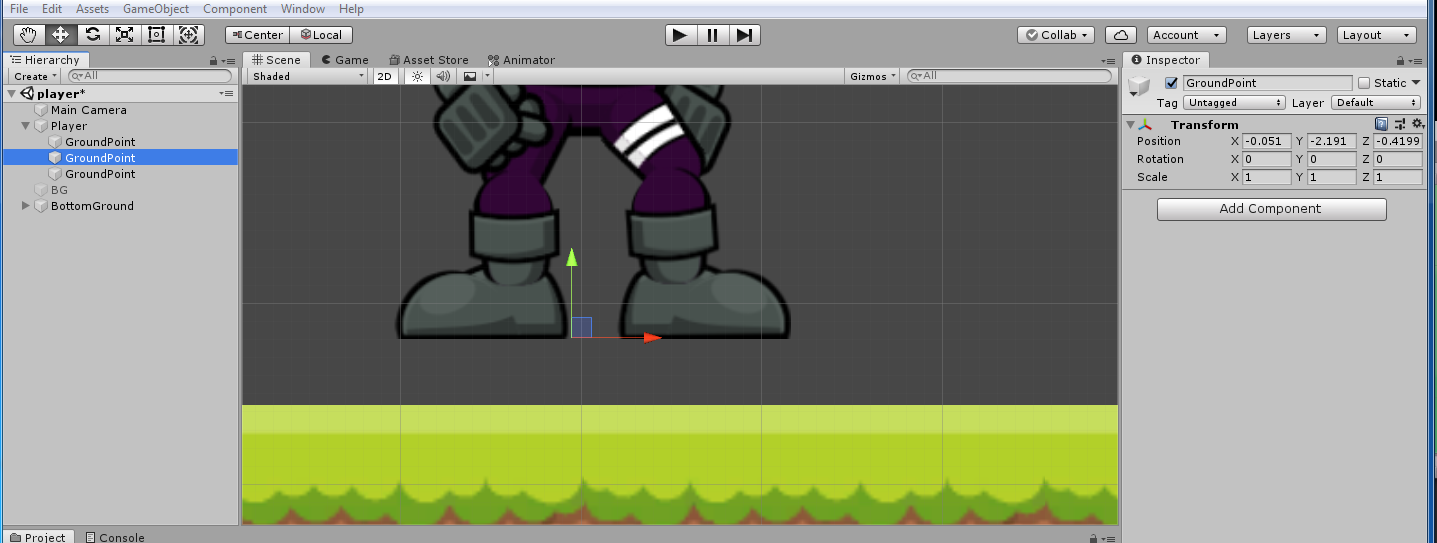 File Edit Assets GameObject Component Window Help
Center Local Collab Account Layers Layout
Hierarchy Scene Game Asset Store Animator Inspector
Create All Shaded 2D Gizmos All GroundPoint Static
player*
Tag Untagged Layer Default
Main Camera
Player Transform
GroundPoint Position X -0.051 Y -2.191 Z -0.4199
GroundPoint Rotation X 0 Y 0 Z 0
GroundPoint Scale X 1 Y 1 Z 1
BG
BottomGround Add Component
Project Console